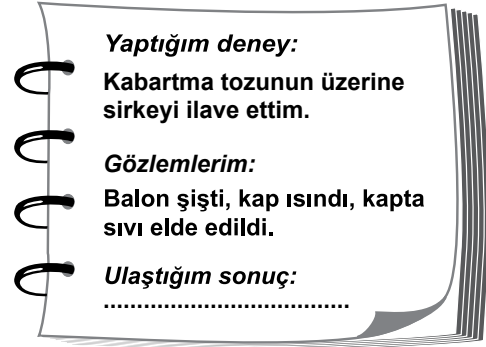 Yaptığım deney:
Kabartma tozunun üzerine
sirkeyi ilave ettim.
Gözlemlerim:
Balon şişti, kap ısındı, kapta
sıvı elde edildi.
Ulaştığım sonuç:
.....................................